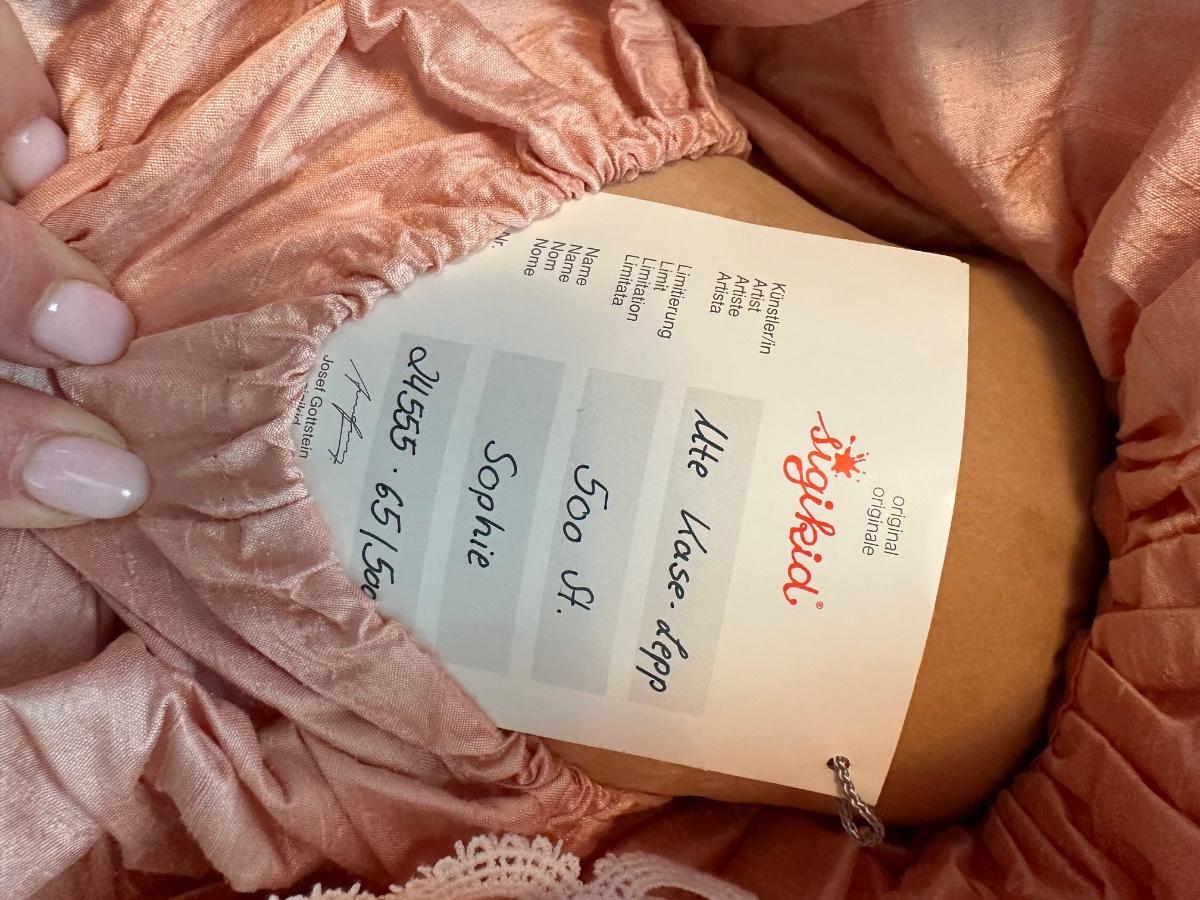 original
originale
sigikid®
Künstler/in
Artist
Artiste
Artista
Ute Kase-Lepp
Limitierung
Limit
Limitation
Limitata
500 St.
Name
Name
Nom
Nome
Sophie
Nr.
24555 . 65/500
Josef Gottstein
sigikid